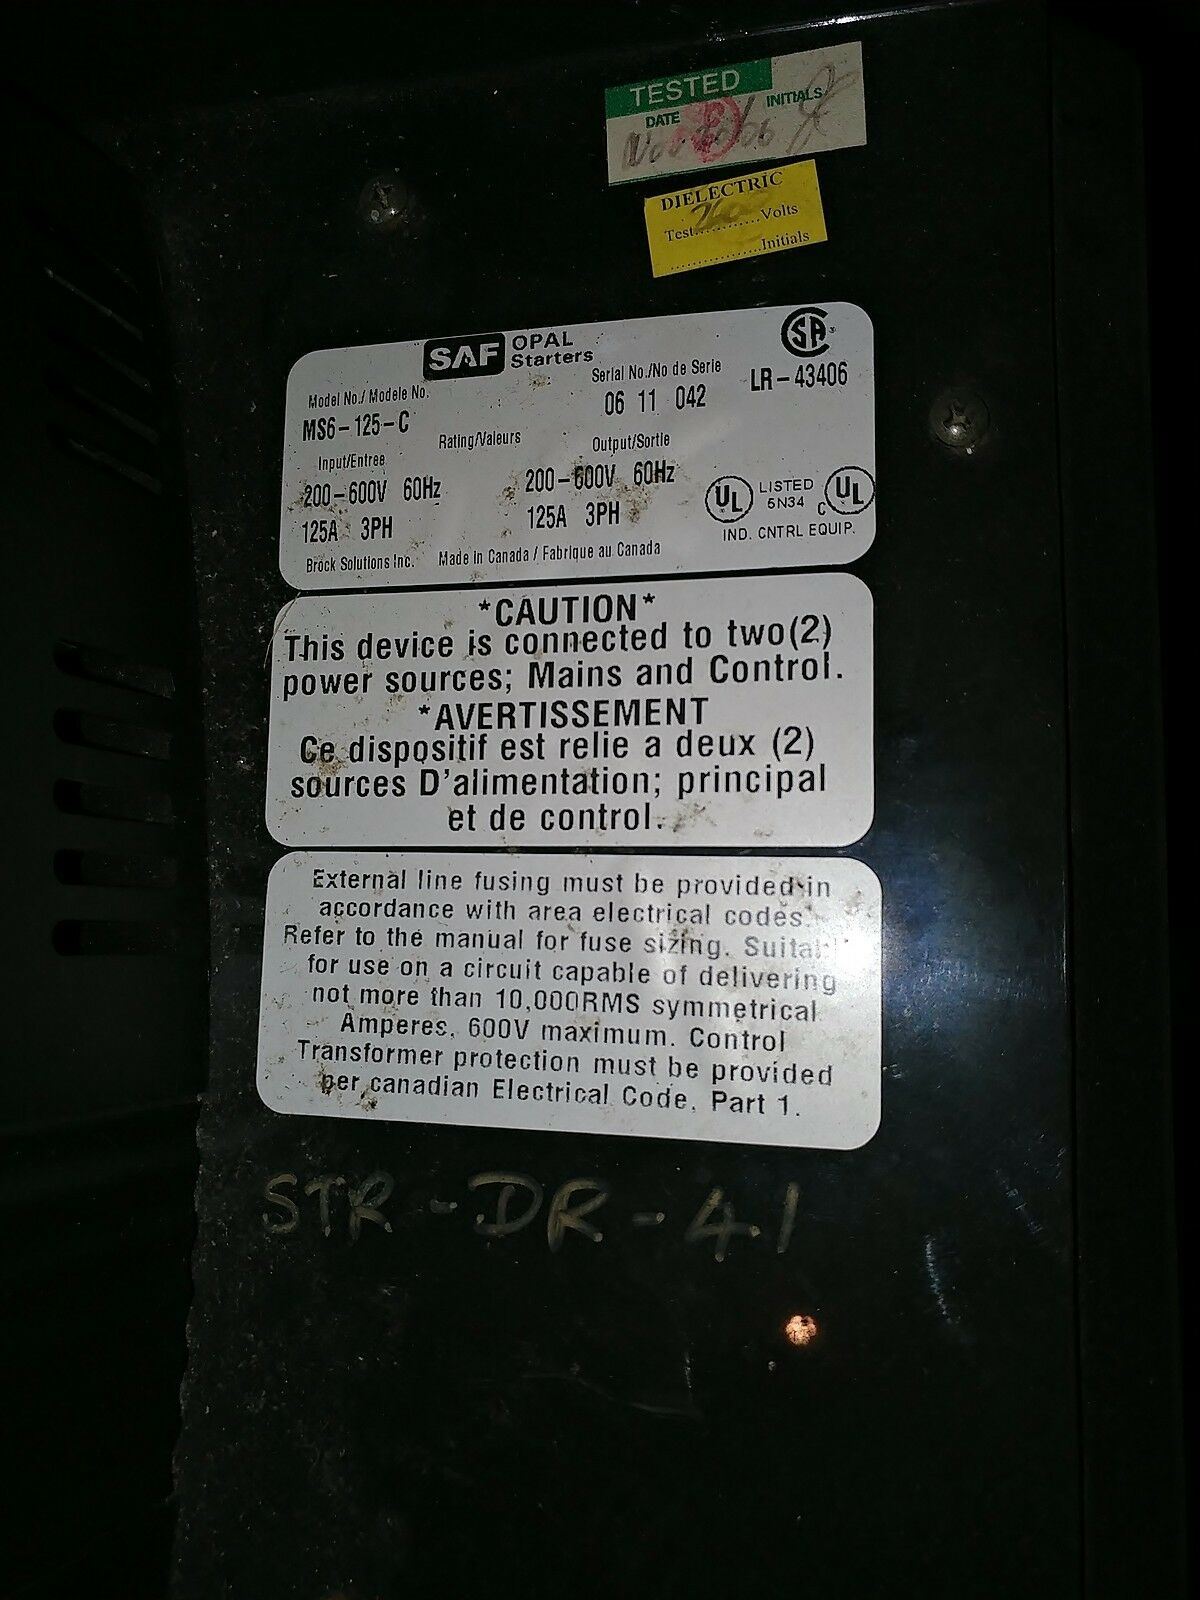 TESTED
DATE INITIALS
DIELECTRIC
Test............Volts
..................Initials
SAF OPAL
Starters
Model No./ Modele No.
MS6-125-C
Serial No./No de Serie
06 11 042
SA
LR-43406
Rating/Valeurs
Input/Entree
200-600V 60Hz
125A 3PH
Output/Sortie
200-600V 60Hz
125A 3PH
UL LISTED C UL
5N34
IND. CNTRL EQUIP.
Brock Solutions Inc. Made in Canada / Fabrique au Canada
*CAUTION*
This device is connected to two(2)
power sources; Mains and Control.
*AVERTISSEMENT
Ce dispositif est relie a deux (2)
sources D'alimentation; principal
et de control.
External line fusing must be provided in
accordance with area electrical codes.
Refer to the manual for fuse sizing.
for use on a circuit capable of delivering
not more than 10,000RMS symmetrical
Amperes, 600V maximum. Control
Transformer protection must be provided
per canadian Electrical Code, Part 1.
STR-DR-4.1